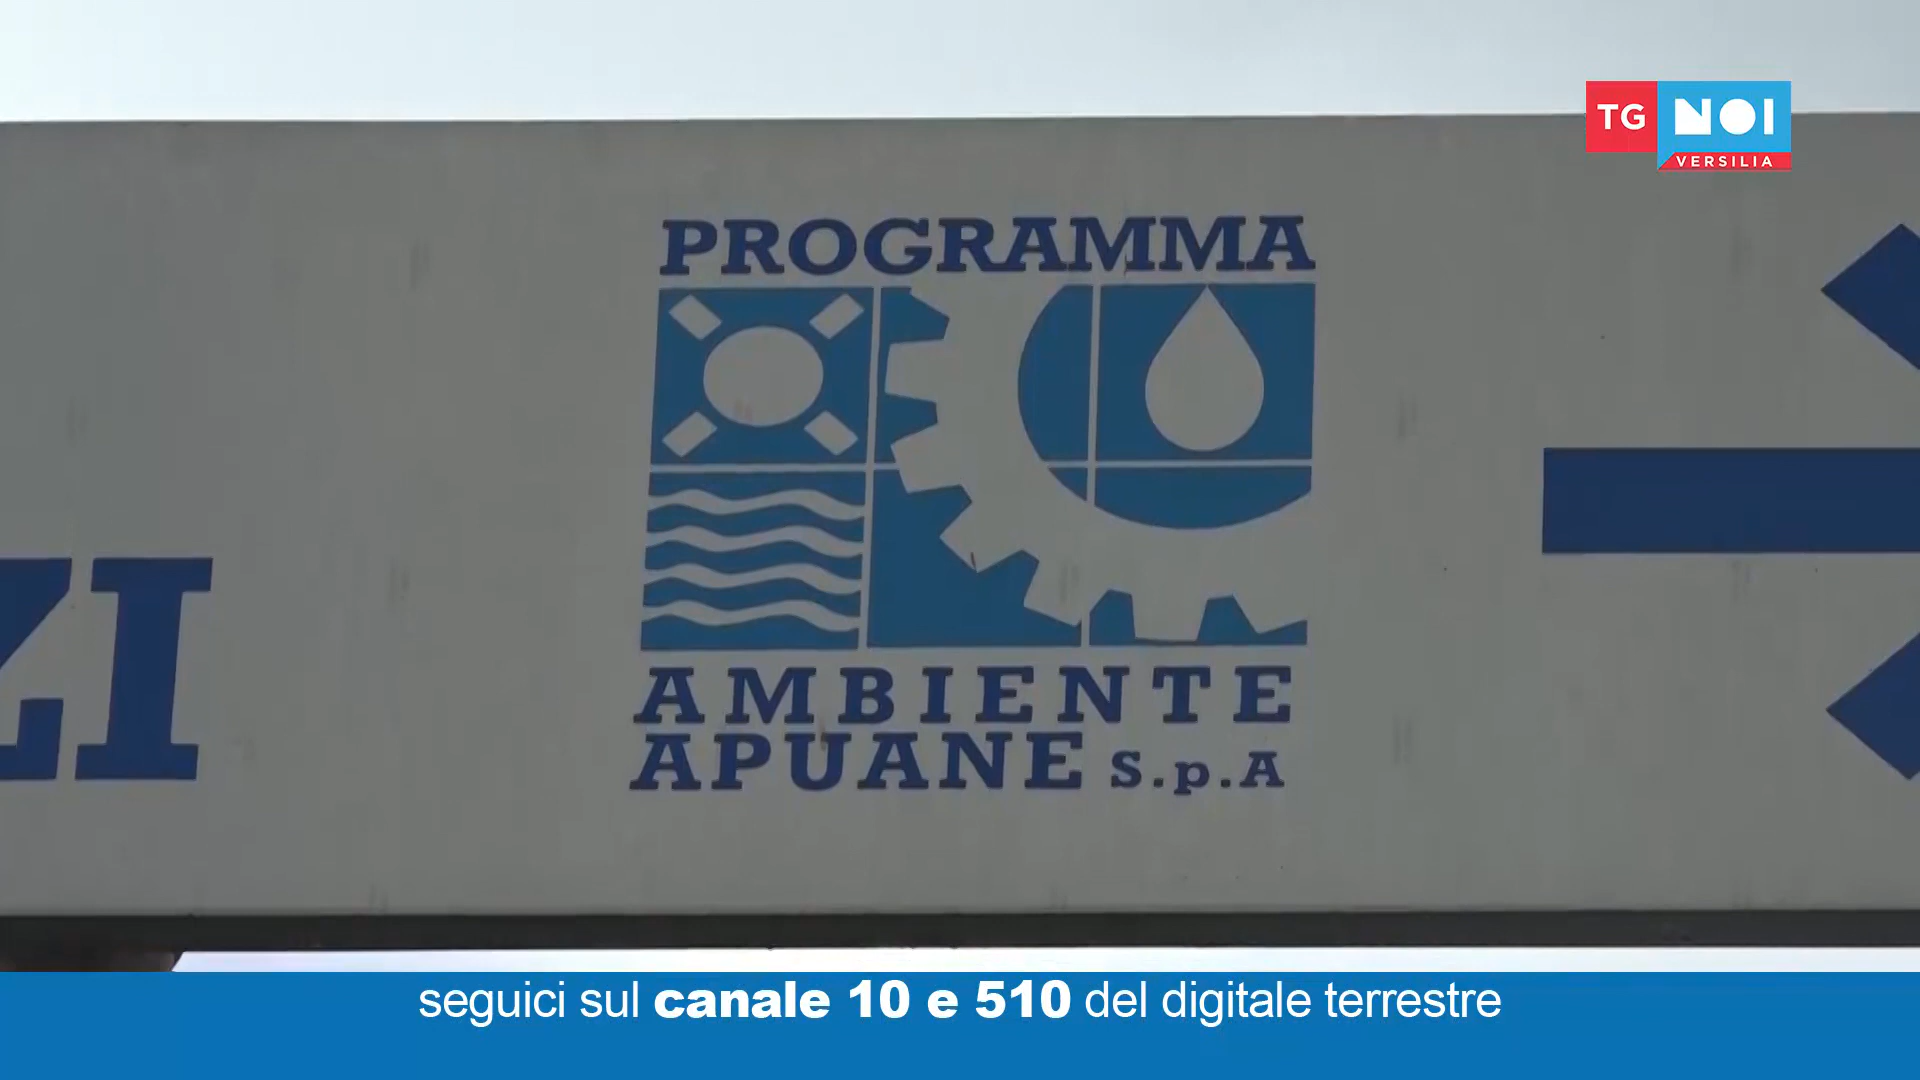 TG NOI
VERSILIA
PROGRAMMA
ZI
AMBIENTE
APUANE s.p.A
seguici sul canale 10 e 510 del digitale terrestre